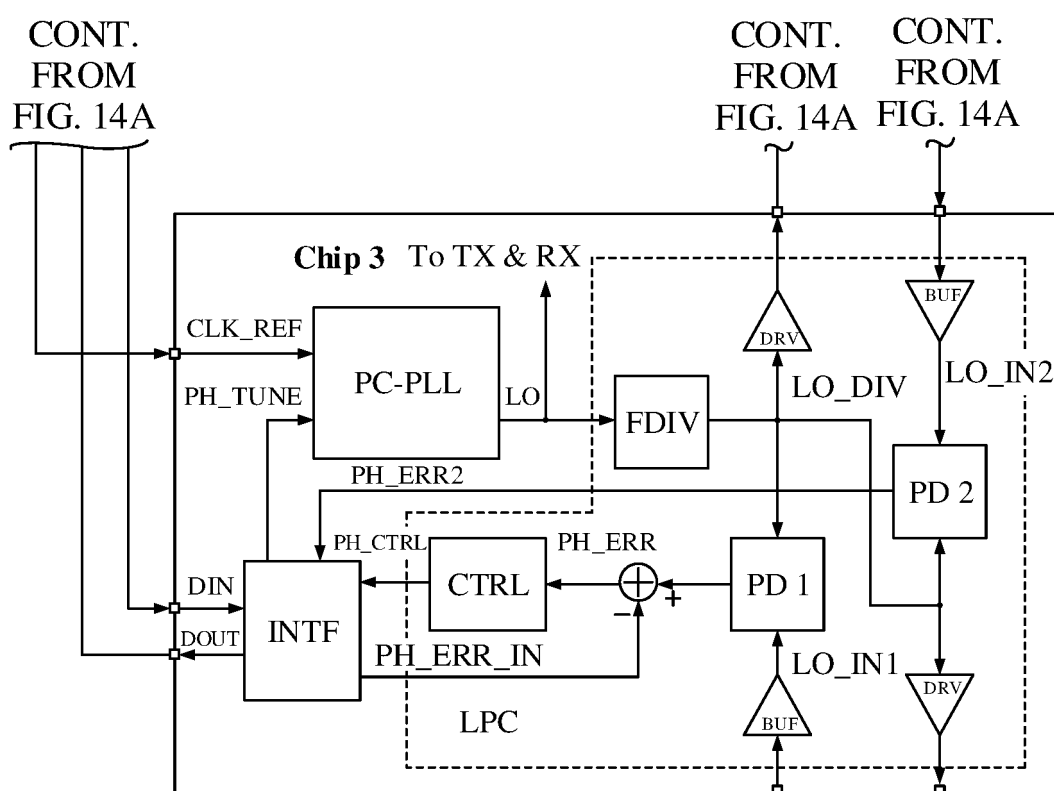 CONT.
FROM
FIG. 14A
CONT.
FROM
FIG. 14A
CONT.
FROM
FIG. 14A
Chip 3 To TX & RX
BUF
CLK_REF
DRV
PC-PLL
LO_IN2
PH_TUNE
LO
LO_DIV
FDIV
PH_ERR2
PD 2
PH_CTRL
PH_ERR
DIN
CTRL
+
PD 1
−
+
INTF
DOUT
PH_ERR_IN
LO_IN1
DRV
LPC
BUF